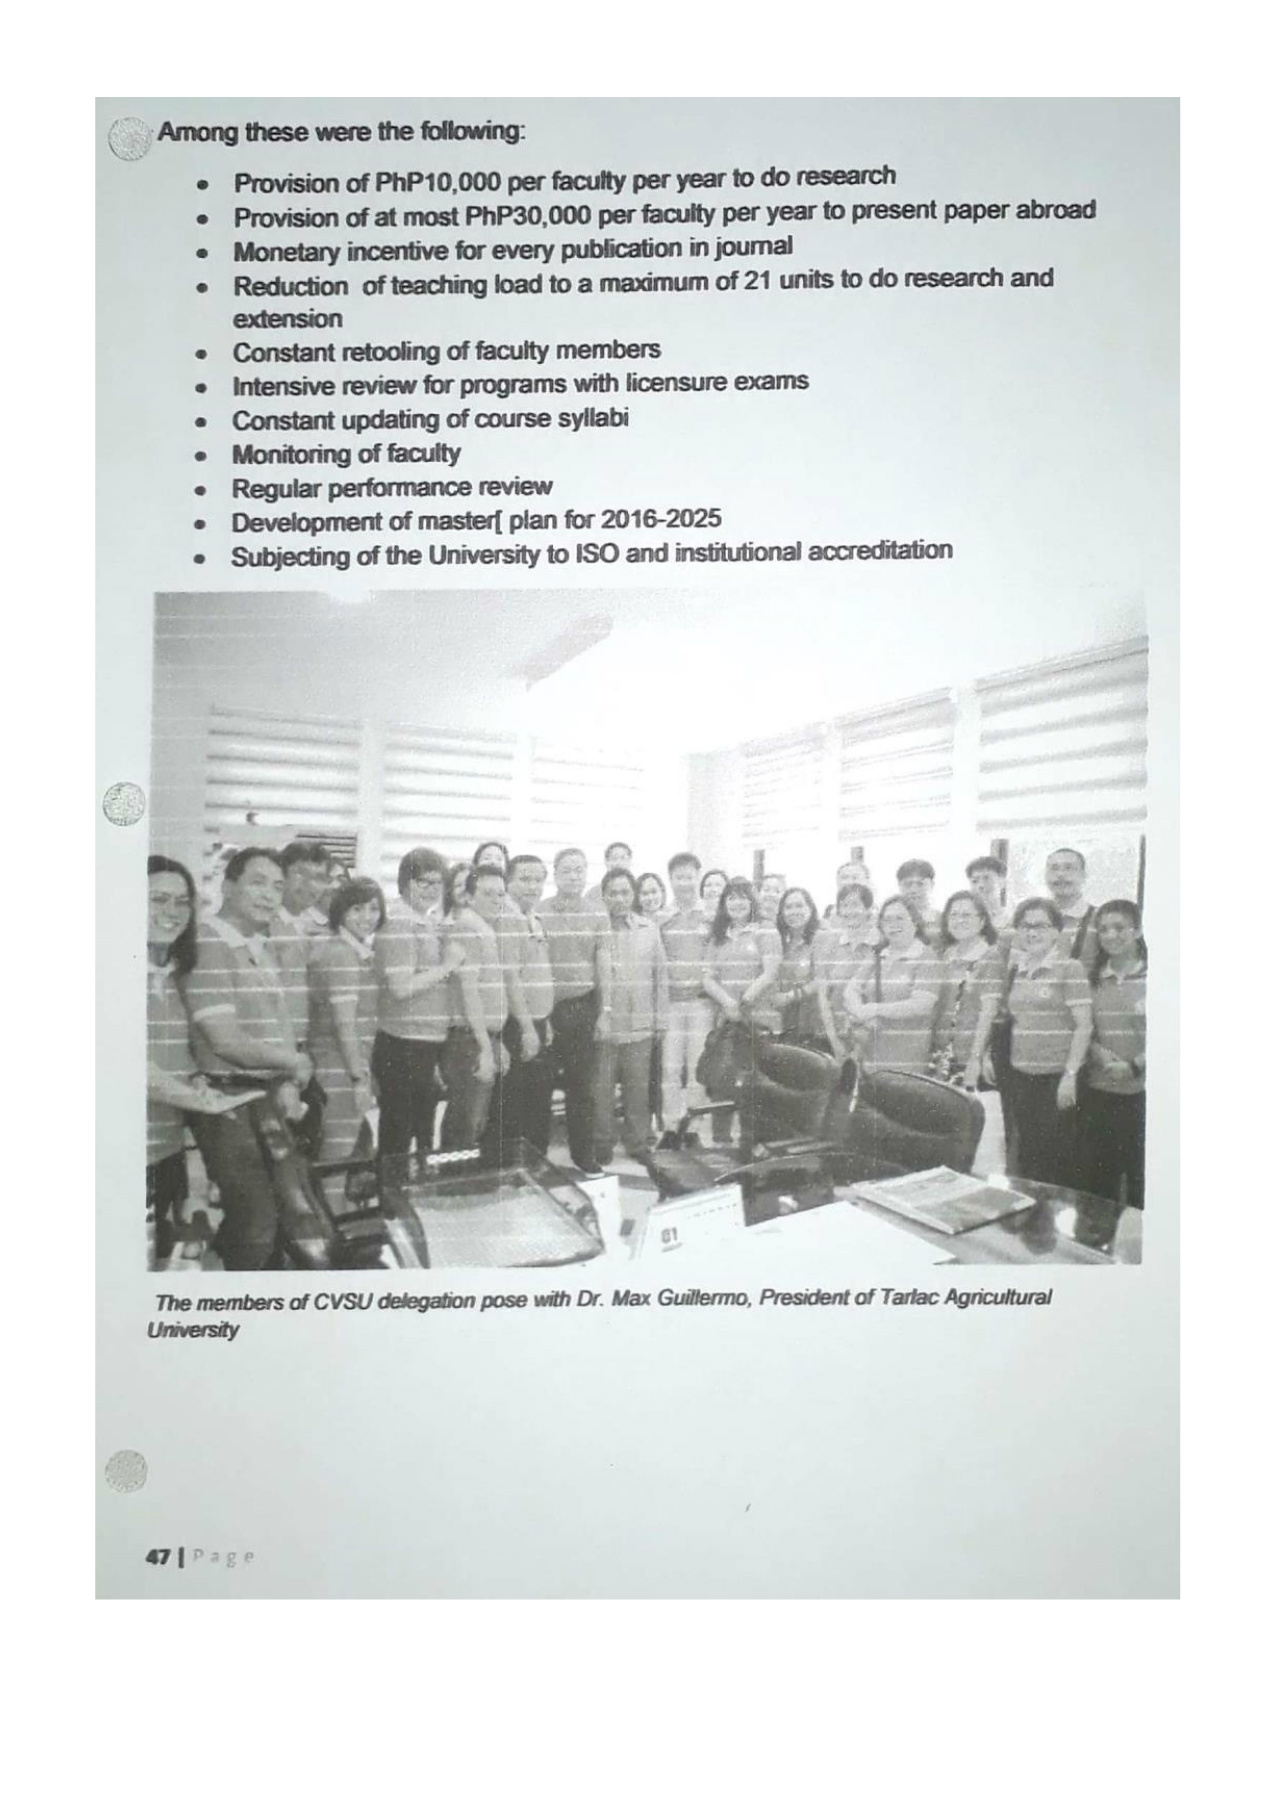 Among these were the following:
• Provision of PhP10,000 per faculty per year to do research
• Provision of at most PhP30,000 per faculty per year to present paper abroad
• Monetary incentive for every publication in journal
• Reduction of teaching load to a maximum of 21 units to do research and
extension
• Constant retooling of faculty members
• Intensive review for programs with licensure exams
• Constant updating of course syllabi
• Monitoring of faculty
• Regular performance review
• Development of master[ plan for 2016-2025
• Subjecting of the University to ISO and institutional accreditation
01
The members of CVSU delegation pose with Dr. Max Guillermo, President of Tarlac Agricultural
University
47 | Page